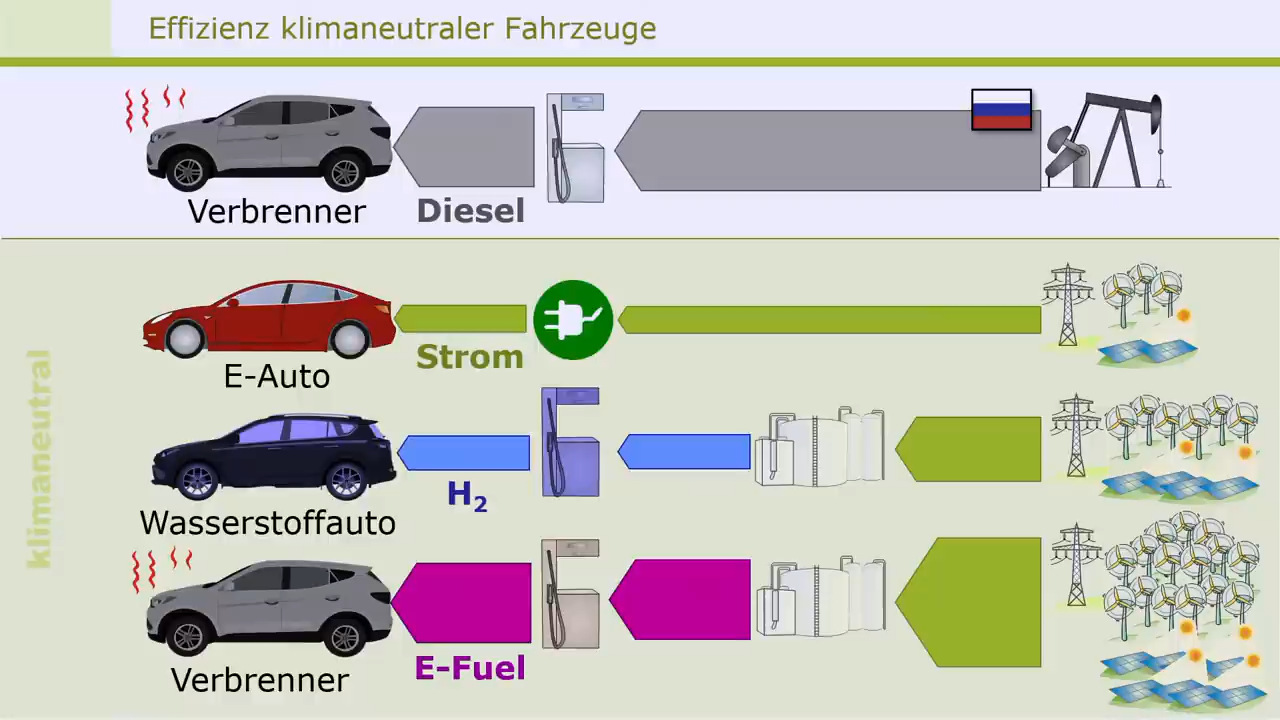 Effizienz klimaneutraler Fahrzeuge
Verbrenner
Diesel
klimaneutral
E-Auto
Strom
Wasserstoffauto
H₂
Verbrenner
E-Fuel